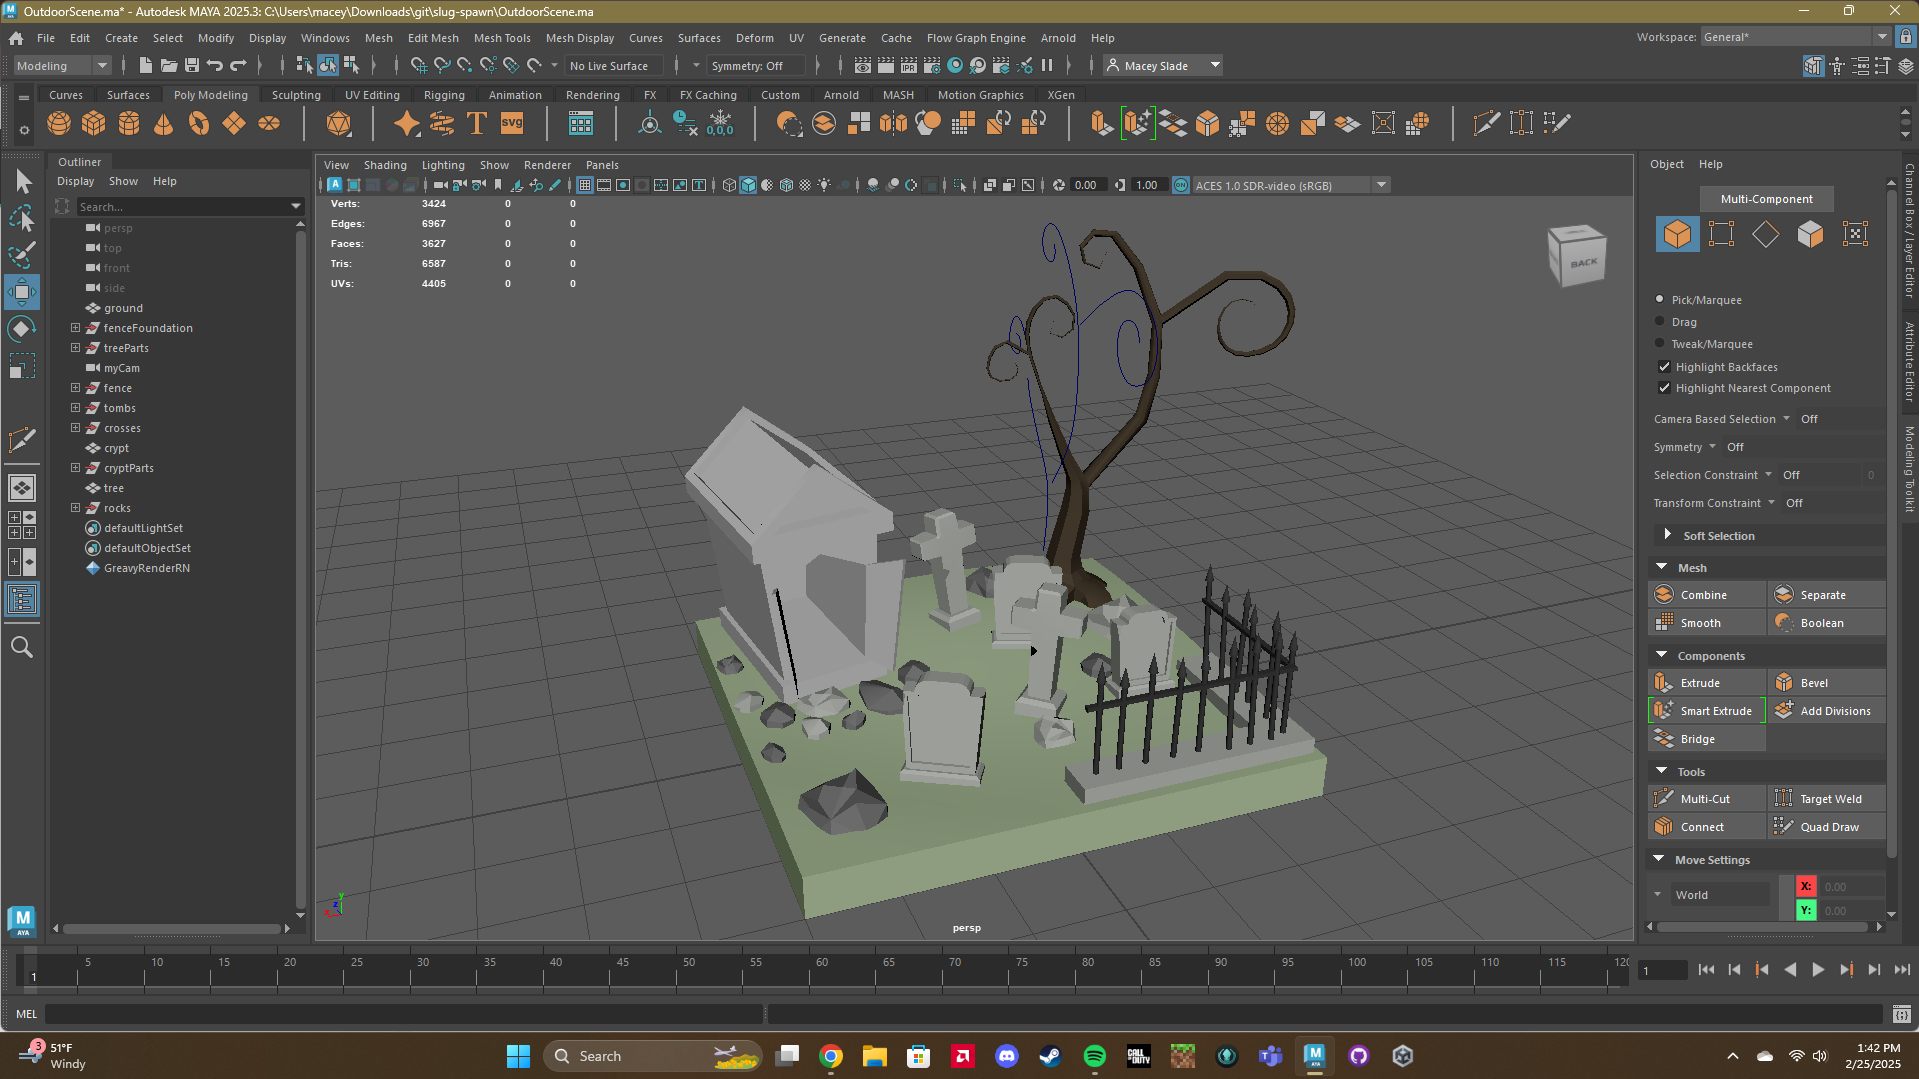 OutdoorScene.ma* - Autodesk MAYA 2025.3: C:\Users\macey\Downloads\git\slug-spawn\OutdoorScene.ma
File Edit Create Select Modify Display Windows Mesh Edit Mesh Mesh Tools Mesh Display Curves Surfaces Deform UV Generate Cache Flow Graph Engine Arnold Help
Workspace: General*
Modeling
No Live Surface
Symmetry: Off
IPR
Macey Slade
Curves Surfaces Poly Modeling Sculpting UV Editing Rigging Animation Rendering FX FX Caching Custom Arnold MASH Motion Graphics XGen
svg
0,0,0
Outliner
Display Show Help
Search...
persp
top
front
side
ground
fenceFoundation
treeParts
myCam
fence
tombs
crosses
crypt
cryptParts
tree
rocks
defaultLightSet
defaultObjectSet
GreavyRenderRN
View Shading Lighting Show Renderer Panels
0.00
1.00
ACES 1.0 SDR-video (sRGB)
Verts: 3424 0 0
Edges: 6967 0 0
Faces: 3627 0 0
Tris: 6587 0 0
UVs: 4405 0 0
BACK
persp
Object Help
Multi-Component
Pick/Marquee
Drag
Tweak/Marquee
Highlight Backfaces
Highlight Nearest Component
Camera Based Selection Off
Symmetry Off
Selection Constraint Off 0
Transform Constraint Off
Soft Selection
Mesh
Combine Separate
Smooth Boolean
Components
Extrude Bevel
Smart Extrude Add Divisions
Bridge
Tools
Multi-Cut Target Weld
Connect Quad Draw
Move Settings
World
X: 0.00
Y: 0.00
Channel Box / Layer Editor
Attribute Editor
Modeling Toolkit
M
AYA
1 5 10 15 20 25 30 35 40 45 50 55 60 65 70 75 80 85 90 95 100 105 110 115 120
1
MEL
3
51°F
Windy
Search
CALL OF DUTY
1:42 PM
2/25/2025